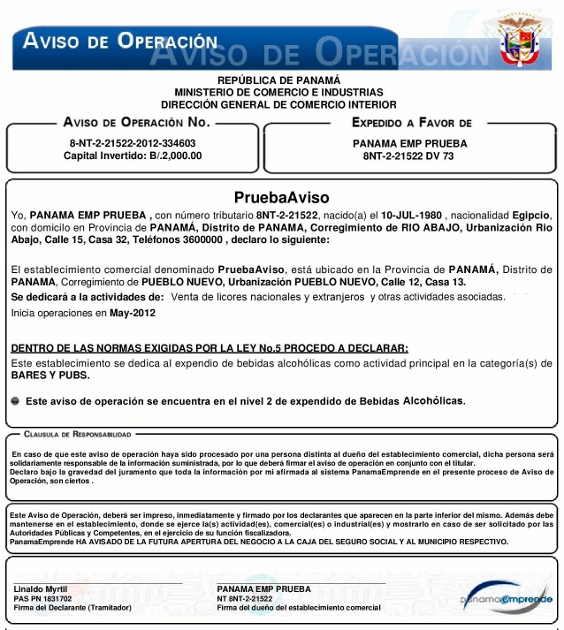 AVISO DE OPERACIÓN
AVISO DE OPERACIÓN
REPÚBLICA DE PANAMÁ
MINISTERIO DE COMERCIO E INDUSTRIAS
DIRECCIÓN GENERAL DE COMERCIO INTERIOR
AVISO DE OPERACIÓN NO.
8-NT-2-21522-2012-334603
Capital Invertido: B/.2,000.00
EXPEDIDO A FAVOR DE
PANAMA EMP PRUEBA
8NT-2-21522 DV 73
PruebaAviso
Yo, PANAMA EMP PRUEBA , con número tributario 8NT-2-21522, nacido(a) el 10-JUL-1980 , nacionalidad Egipcio,
con domicilio en Provincia de PANAMÁ, Distrito de PANAMA, Corregimiento de RIO ABAJO, Urbanización Rio
Abajo, Calle 15, Casa 32, Teléfonos 3600000 , declaro lo siguiente:
El establecimiento comercial denominado PruebaAviso, está ubicado en la Provincia de PANAMÁ, Distrito de
PANAMA, Corregimiento de PUEBLO NUEVO, Urbanización PUEBLO NUEVO, Calle 12, Casa 13.
Se dedicará a la actividades de: Venta de licores nacionales y extranjeros y otras actividades asociadas.
Inicia operaciones en May-2012
DENTRO DE LAS NORMAS EXIGIDAS POR LA LEY No.5 PROCEDO A DECLARAR:
Este establecimiento se dedica al expendio de bebidas alcohólicas como actividad principal en la categoría(s) de
BARES Y PUBS.
Este aviso de operación se encuentra en el nivel 2 de expendio de Bebidas Alcohólicas.
CLAUSULA DE RESPONSABILIDAD
En caso de que este aviso de operación haya sido procesado por una persona distinta al dueño del establecimiento comercial, dicha persona será
solidariamente responsable de la información suministrada, por lo que deberá firmar el aviso de operación en conjunto con el titular.
Declaro bajo la gravedad del juramento que toda la información por mi afirmada al sistema PanamaEmprende en el presente proceso de Aviso de
Operación, son ciertos .
Este Aviso de Operación, deberá ser impreso, inmediatamente y firmado por los declarantes que aparecen en la parte inferior del mismo. Además debe
mantenerse en el establecimiento, donde se ejerce la(s) actividad(es), comercial(es) o industrial(es) y mostrarlo en caso de ser solicitado por las
Autoridades Públicas y Competentes, en el ejercicio de su función fiscalizadora.
PanamaEmprende HA AVISADO DE LA FUTURA APERTURA DEL NEGOCIO A LA CAJA DEL SEGURO SOCIAL Y AL MUNICIPIO RESPECTIVO.
Linaldo Myrtil
PAS PN 1831702
Firma del Declarante (Tramitador)
PANAMA EMP PRUEBA
NT 8NT-2-21522
Firma del dueño del establecimiento comercial
panamaemprende